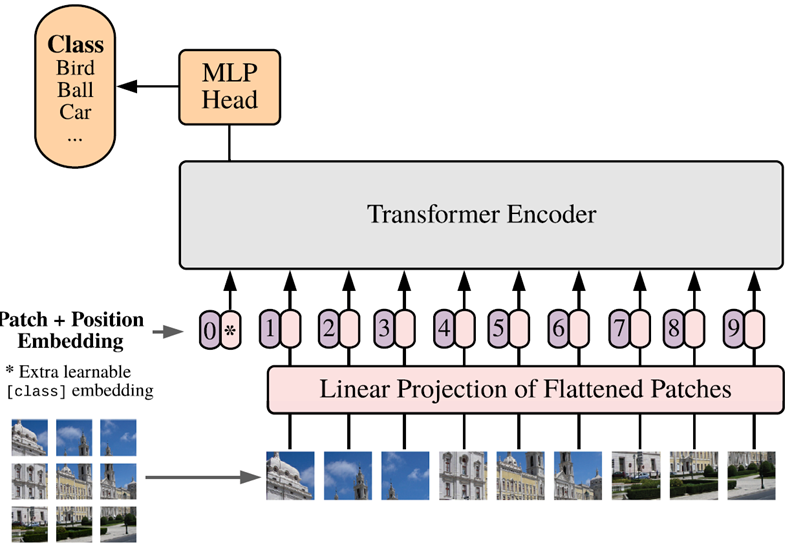 Class
Bird
Ball
Car
...
MLP
Head
Transformer Encoder
Patch + Position
Embedding
0 * 1 2 3 4 5 6 7 8 9
* Extra learnable
[class] embedding
Linear Projection of Flattened Patches